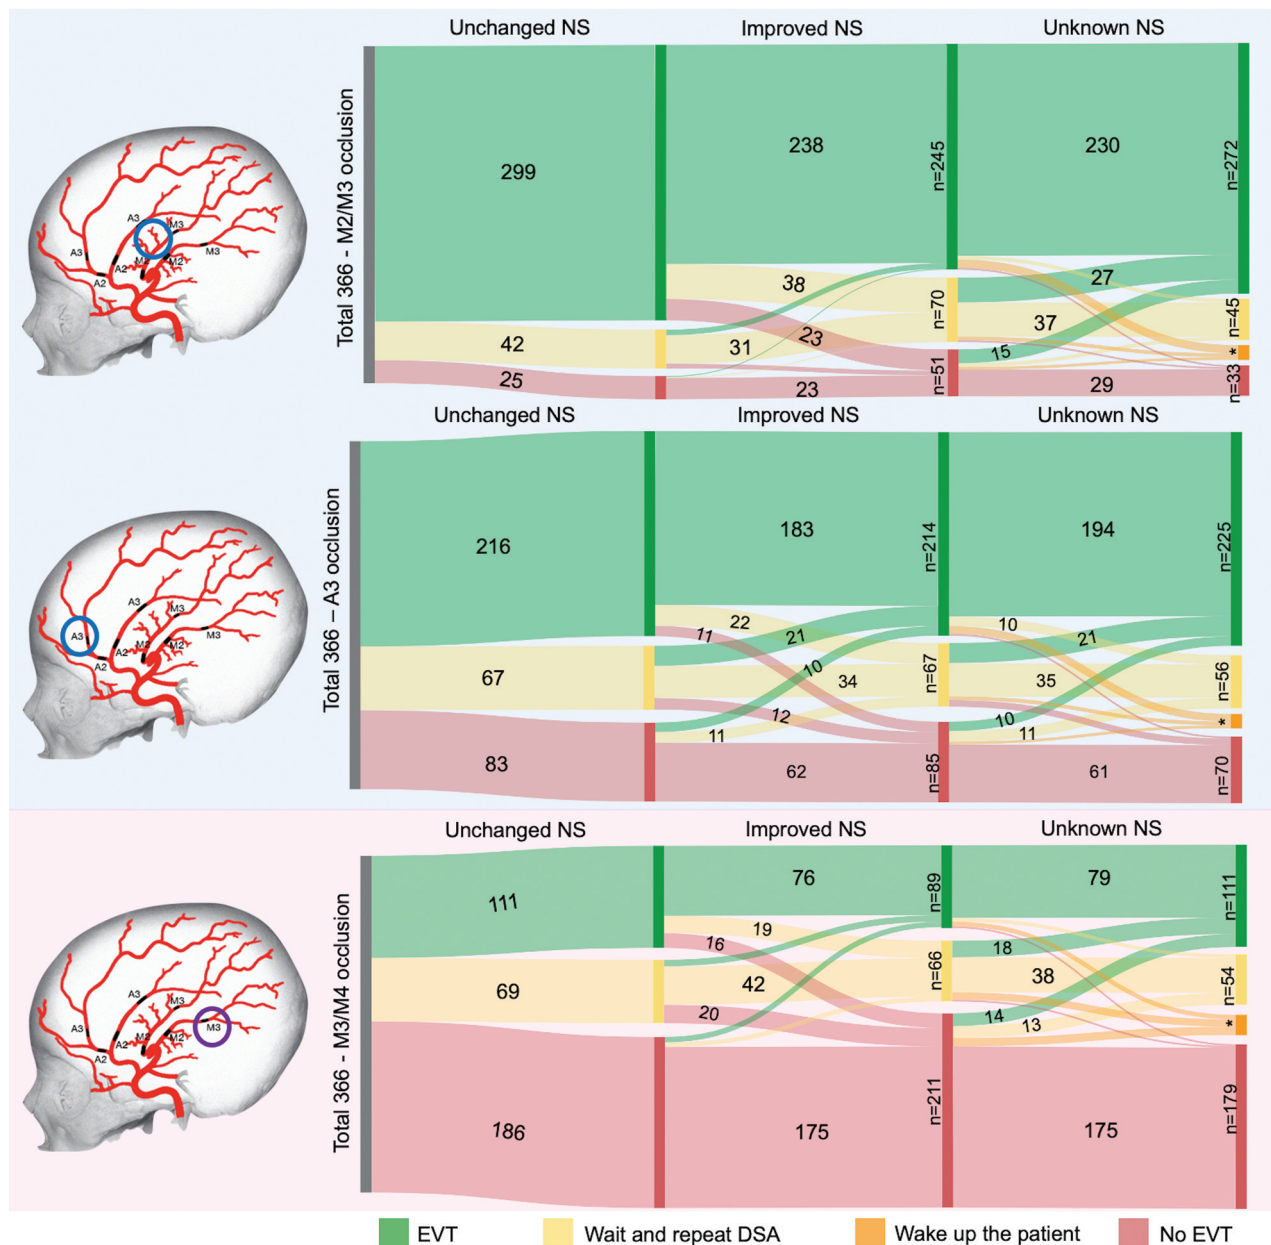 Unchanged NS Improved NS Unknown NS
Total 366 - M2/M3 occlusion
299 238 n=245 230 n=272
38 27
42 31 23 n=70 37 n=45
15 *
25 23 n=51 29 n=33
A3 M3
A3 M3
A2 M2 M2
A2
Unchanged NS Improved NS Unknown NS
Total 366 – A3 occlusion
216 183 n=214 194 n=225
22 10
11 21 21
67 10 34 n=67 35 n=56
12 10 *
11 11
83 62 n=85 61 n=70
A3 M3
A3 M3
A2 M2 M2
A2
Unchanged NS Improved NS Unknown NS
Total 366 - M3/M4 occlusion
111 76 n=89 79 n=111
19
16 18
69 42 n=66 38 n=54
20 14 13 *
186 175 n=211 175 n=179
A3 M3
A3 M3
A2 M2 M2
A2
EVT Wait and repeat DSA Wake up the patient No EVT